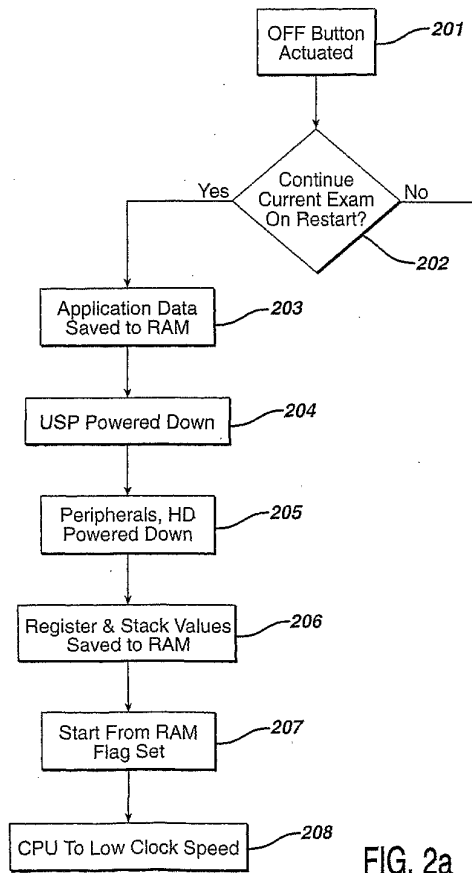 OFF Button
Actuated
201
Continue
Current Exam
On Restart?
Yes
No
202
Application Data
Saved to RAM
203
USP Powered Down
204
Peripherals, HD
Powered Down
205
Register & Stack Values
Saved to RAM
206
Start From RAM
Flag Set
207
CPU To Low Clock Speed
208
FIG. 2a